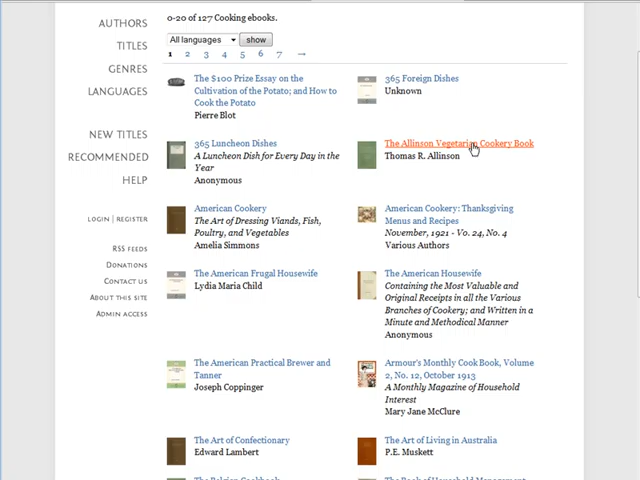 AUTHORS
TITLES
GENRES
LANGUAGES
NEW TITLES
RECOMMENDED
HELP
LOGIN | REGISTER
RSS FEEDS
DONATIONS
CONTACT US
ABOUT THIS SITE
ADMIN ACCESS
0-20 of 127 Cooking ebooks.
All languages
show
1 2 3 4 5 6 7 →
The $100 Prize Essay on the
Cultivation of the Potato; and How to
Cook the Potato
Pierre Blot
365 Foreign Dishes
Unknown
365 Luncheon Dishes
A Luncheon Dish for Every Day in the
Year
Anonymous
The Allinson Vegetarian Cookery Book
Thomas R. Allinson
American Cookery
The Art of Dressing Viands, Fish,
Poultry, and Vegetables
Amelia Simmons
American Cookery: Thanksgiving
Menus and Recipes
November, 1921 - Vo. 24, No. 4
Various Authors
The American Frugal Housewife
Lydia Maria Child
The American Housewife
Containing the Most Valuable and
Original Receipts in all the Various
Branches of Cookery; and Written in a
Minute and Methodical Manner
Anonymous
The American Practical Brewer and
Tanner
Joseph Coppinger
Armour's Monthly Cook Book, Volume
2, No. 12, October 1913
A Monthly Magazine of Household
Interest
Mary Jane McClure
The Art of Confectionary
Edward Lambert
The Art of Living in Australia
P.E. Muskett
The Belgian Cookbook
The Book of Household Management